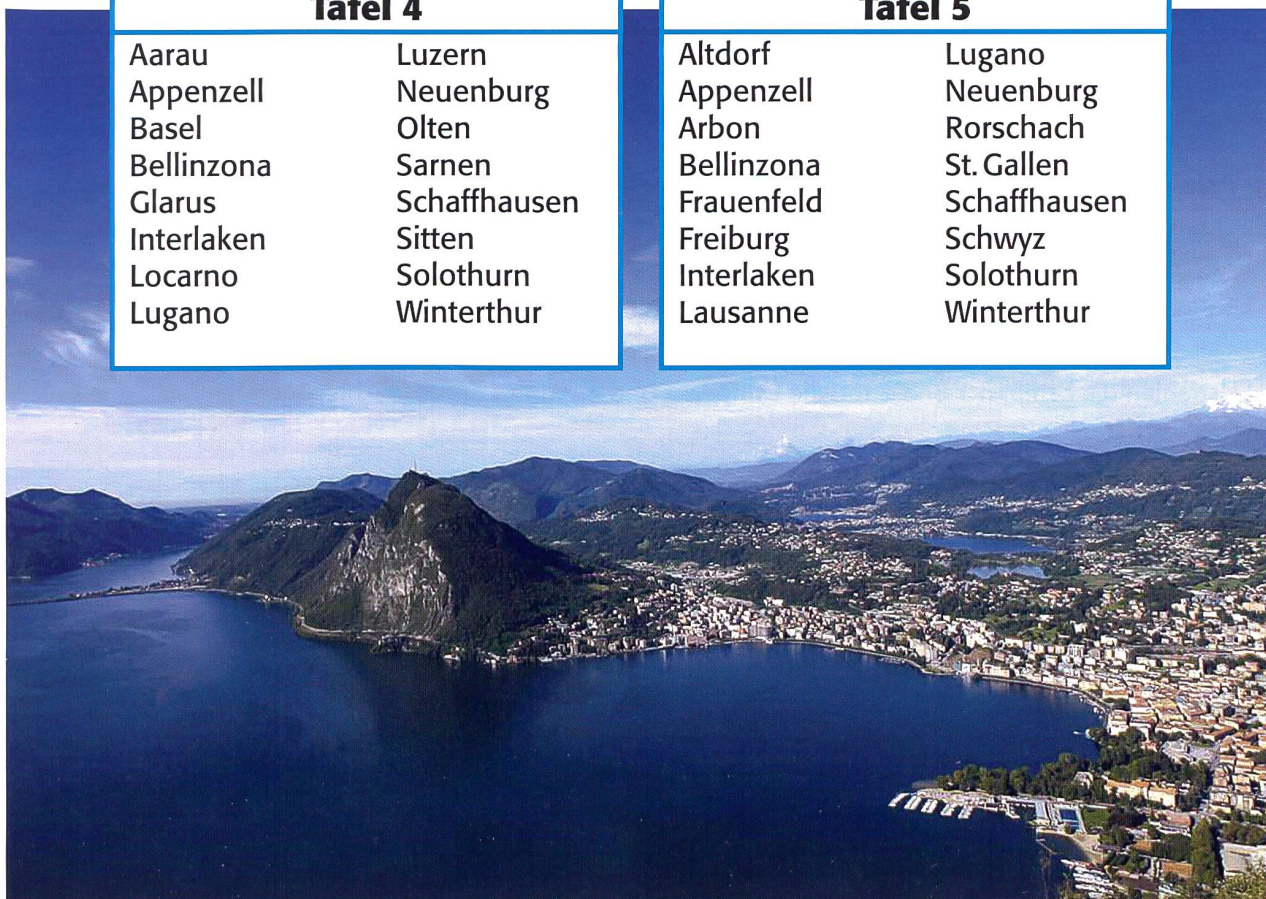 Tafel 4
Aarau
Appenzell
Basel
Bellinzona
Glarus
Interlaken
Locarno
Lugano
Luzern
Neuenburg
Olten
Sarnen
Schaffhausen
Sitten
Solothurn
Winterthur
Tafel 5
Altdorf
Appenzell
Arbon
Bellinzona
Frauenfeld
Freiburg
Interlaken
Lausanne
Lugano
Neuenburg
Rorschach
St. Gallen
Schaffhausen
Schwyz
Solothurn
Winterthur